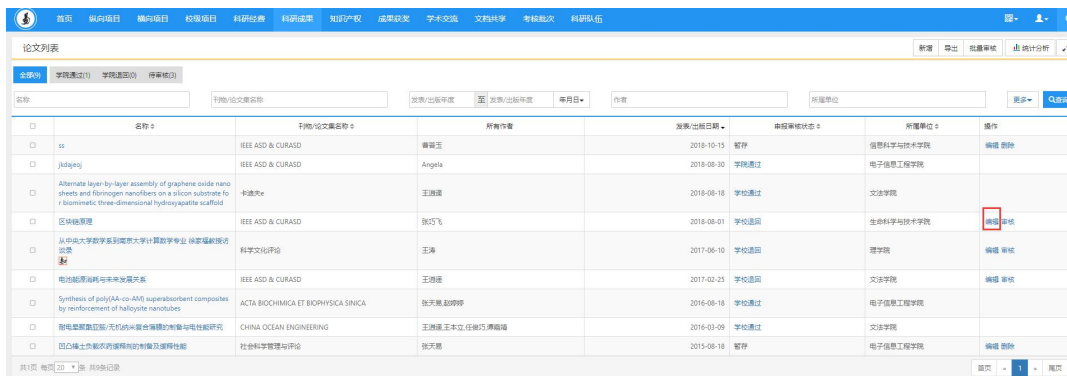 首页 纵向项目 横向项目 校级项目 科研经费 科研成果 知识产权 成果获奖 学术交流 文档共享 考核批次 科研队伍
论文列表 新增 导出 批量审核 统计分析
全部(9) 学院通过(1) 学院退回(0) 待审核(3)
名称 刊物/论文集名称 发表/出版年度 至 发表/出版年度 年月日 作者 所属单位 更多 查询
名称 刊物/论文集名称 所有作者 发表/出版日期 申报审核状态 所属单位 操作
ss IEEE ASD & CURASD 曹蓉玉 2018-10-15 暂存 信息科学与技术学院 编辑 删除
jkdajeoj IEEE ASD & CURASD Angela 2018-08-30 学院通过 电子信息工程学院
Alternate layer-by-layer assembly of graphene oxide nano
sheets and fibrinogen nanofibers on a silicon substrate fo 卡迪夫e 王逍遥 2018-08-18 学校通过 文法学院
r biomimetic three-dimensional hydroxyapatite scaffold
区块链原理 IEEE ASD & CURASD 张巧飞 2018-08-01 学校退回 生命科学与技术学院 编辑 审核
从中央大学数学系到南京大学计算数学专业 徐家福教授访
谈录 科学文化评论 王涛 2017-06-10 学校退回 理学院 编辑 审核
电池能源消耗与未来发展关系 IEEE ASD & CURASD 王逍遥 2017-02-25 学校退回 文法学院 编辑 审核
Synthesis of poly(AA-co-AM) superabsorbent composites
by reinforcement of halloysite nanotubes ACTA BIOCHIMICA ET BIOPHYSICA SINICA 张天易,赵婷婷 2016-08-18 学校通过 电子信息工程学院
耐电晕聚酰亚胺/无机纳米复合薄膜的制备与电性能研究 CHINA OCEAN ENGINEERING 王逍遥,王本立,任俊巧,谭嘉禧 2016-03-09 学校通过 文法学院
凹凸棒土负载农药缓释剂的制备及缓释性能 社会科学管理与评论 张天易 2015-08-18 暂存 电子信息工程学院 编辑 删除
共1页 每页 20 条 共9条记录 首页 « 1 » 尾页